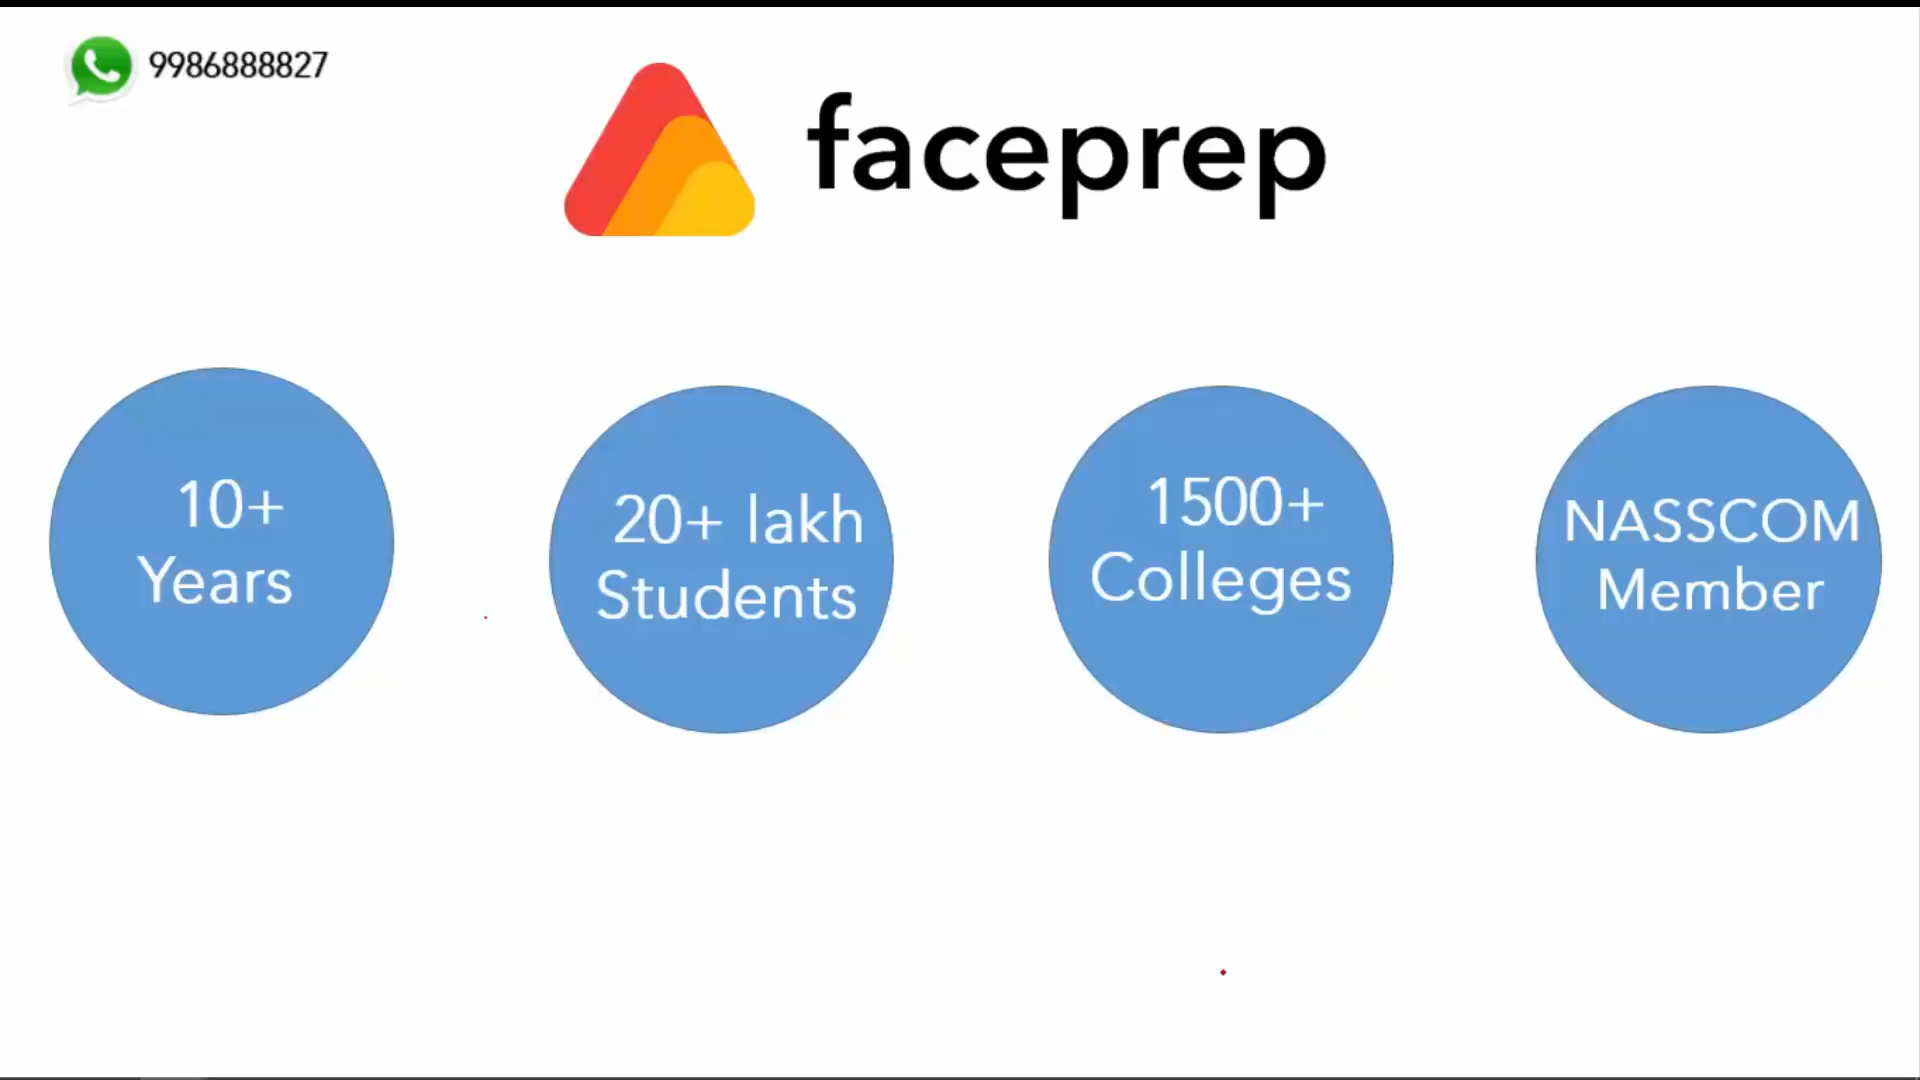 9986888827
faceprep
10+
Years
20+ lakh
Students
1500+
Colleges
NASSCOM
Member